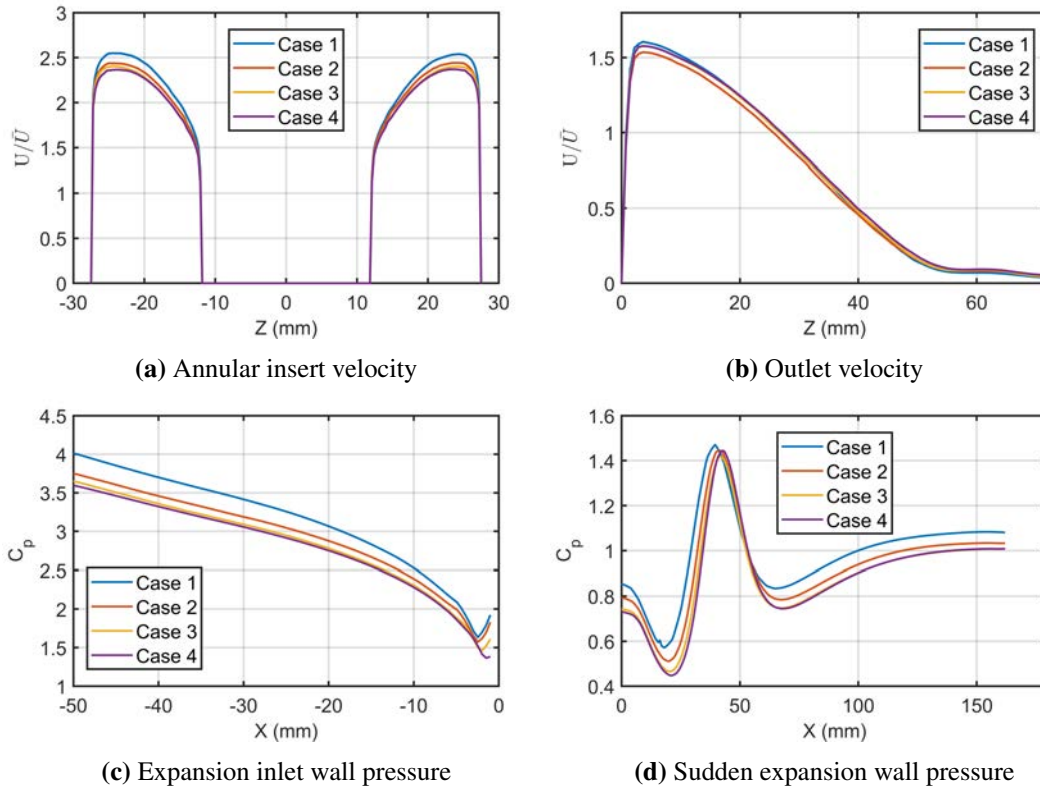 3
2.5
2
1.5
1
0.5
0
U/Ū
Case 1
Case 2
Case 3
Case 4
-30 -20 -10 0 10 20 30
Z (mm)
(a) Annular insert velocity
1.5
1
0.5
0
U/Ū
Case 1
Case 2
Case 3
Case 4
0 20 40 60
Z (mm)
(b) Outlet velocity
4.5
4
3.5
3
2.5
2
1.5
1
Cp
Case 1
Case 2
Case 3
Case 4
-50 -40 -30 -20 -10 0
X (mm)
(c) Expansion inlet wall pressure
1.6
1.4
1.2
1
0.8
0.6
0.4
Cp
Case 1
Case 2
Case 3
Case 4
0 50 100 150
X (mm)
(d) Sudden expansion wall pressure